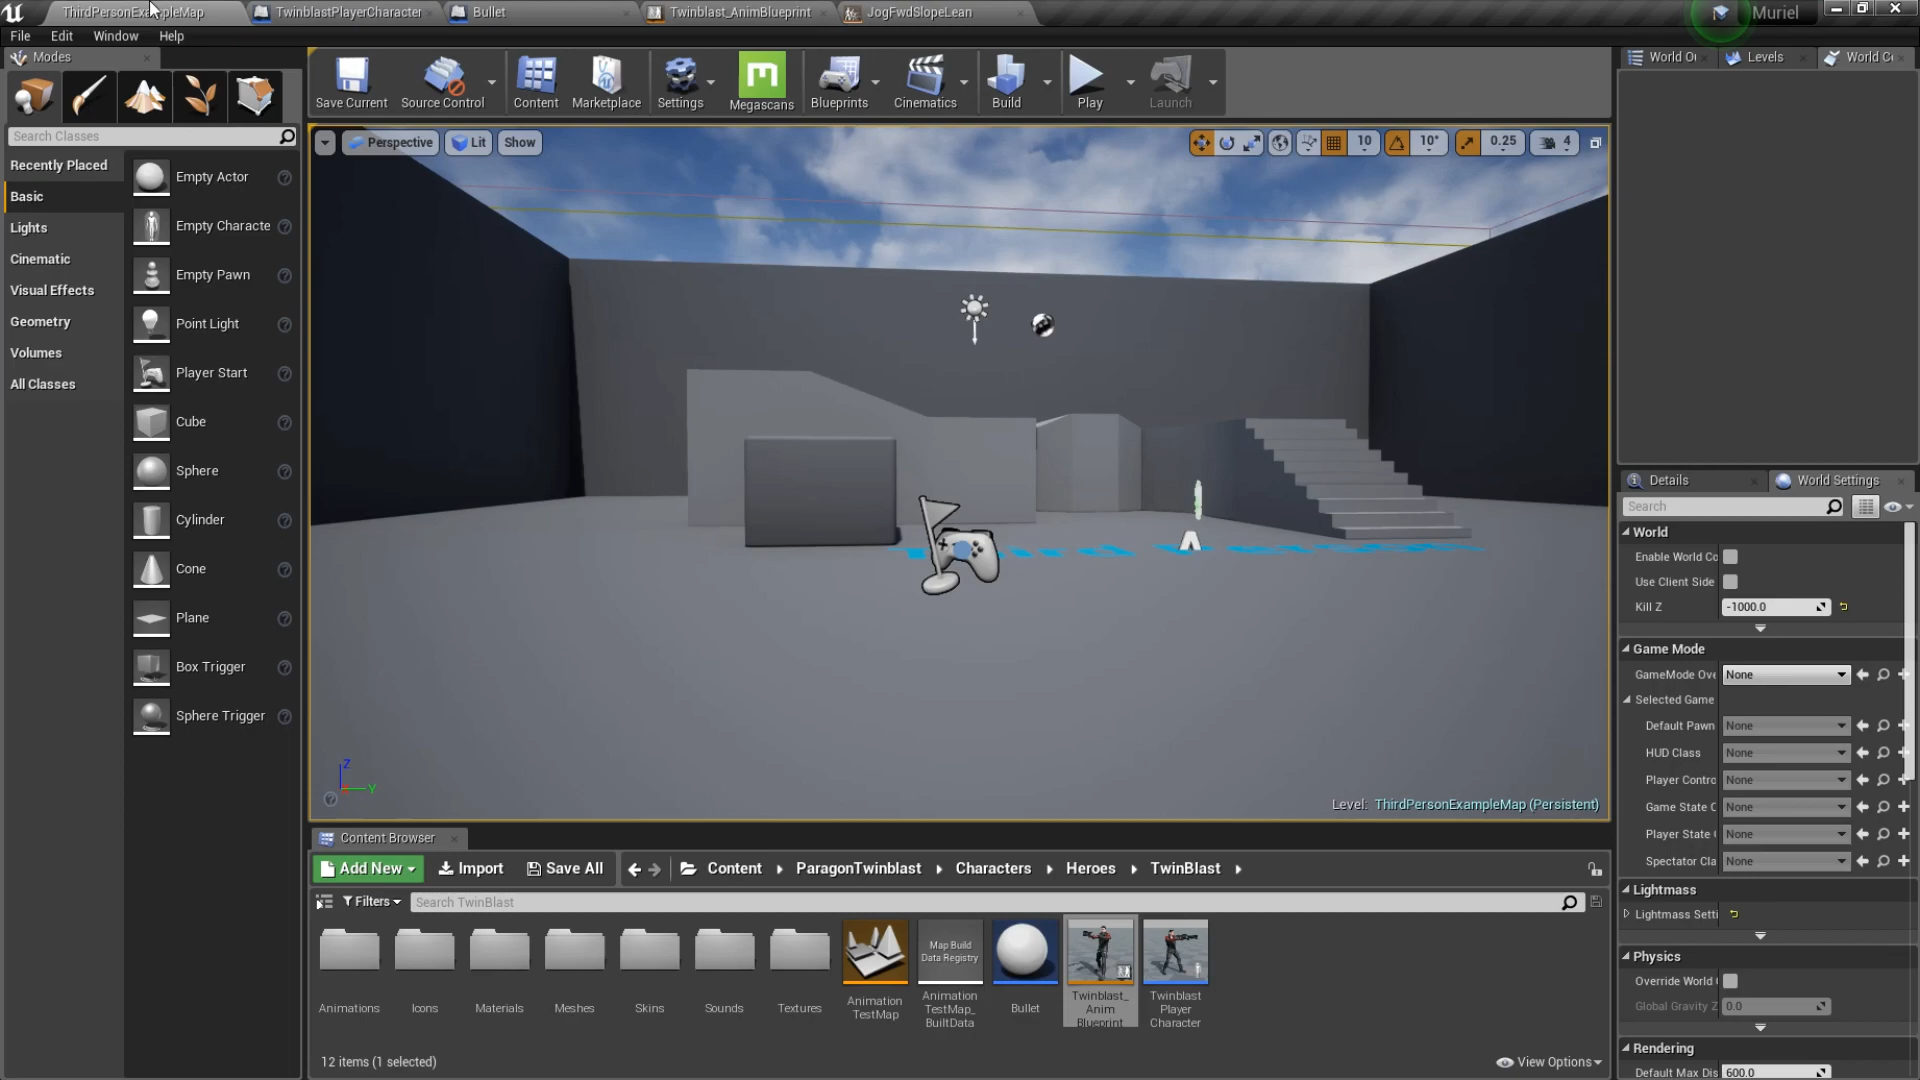 ThirdPersonExampleMap
TwinblastPlayerCharacter
Bullet
Twinblast_AnimBlueprint
JogFwdSlopeLean
Muriel
File Edit Window Help
Modes
Search Classes
Recently Placed
Basic
Lights
Cinematic
Visual Effects
Geometry
Volumes
All Classes
Empty Actor
Empty Characte
Empty Pawn
Point Light
Player Start
Cube
Sphere
Cylinder
Cone
Plane
Box Trigger
Sphere Trigger
Save Current
Source Control
Content
Marketplace
Settings
Megascans
Blueprints
Cinematics
Build
Play
Launch
Perspective Lit Show
10 10° 0.25 4
Z
Y
Level: ThirdPersonExampleMap (Persistent)
Content Browser
Add New Import Save All Content ParagonTwinblast Characters Heroes TwinBlast
Filters Search TwinBlast
Map Build
Data Registry
Animations
Icons
Materials
Meshes
Skins
Sounds
Textures
Animation
TestMap
Animation
TestMap_
BuiltData
Bullet
Twinblast_
Anim
Blueprint
Twinblast
Player
Character
12 items (1 selected)
View Options
World O
Levels
World C
Details
World Settings
Search
World
Enable World Co
Use Client Side
Kill Z -1000.0
Game Mode
GameMode Ove None
Selected Game
Default Pawn None
HUD Class None
Player Contro None
Game State C None
Player State None
Spectator Cla None
Lightmass
Lightmass Setti
Physics
Override World
Global Gravity Z 0.0
Rendering
Default Max Dis 600.0